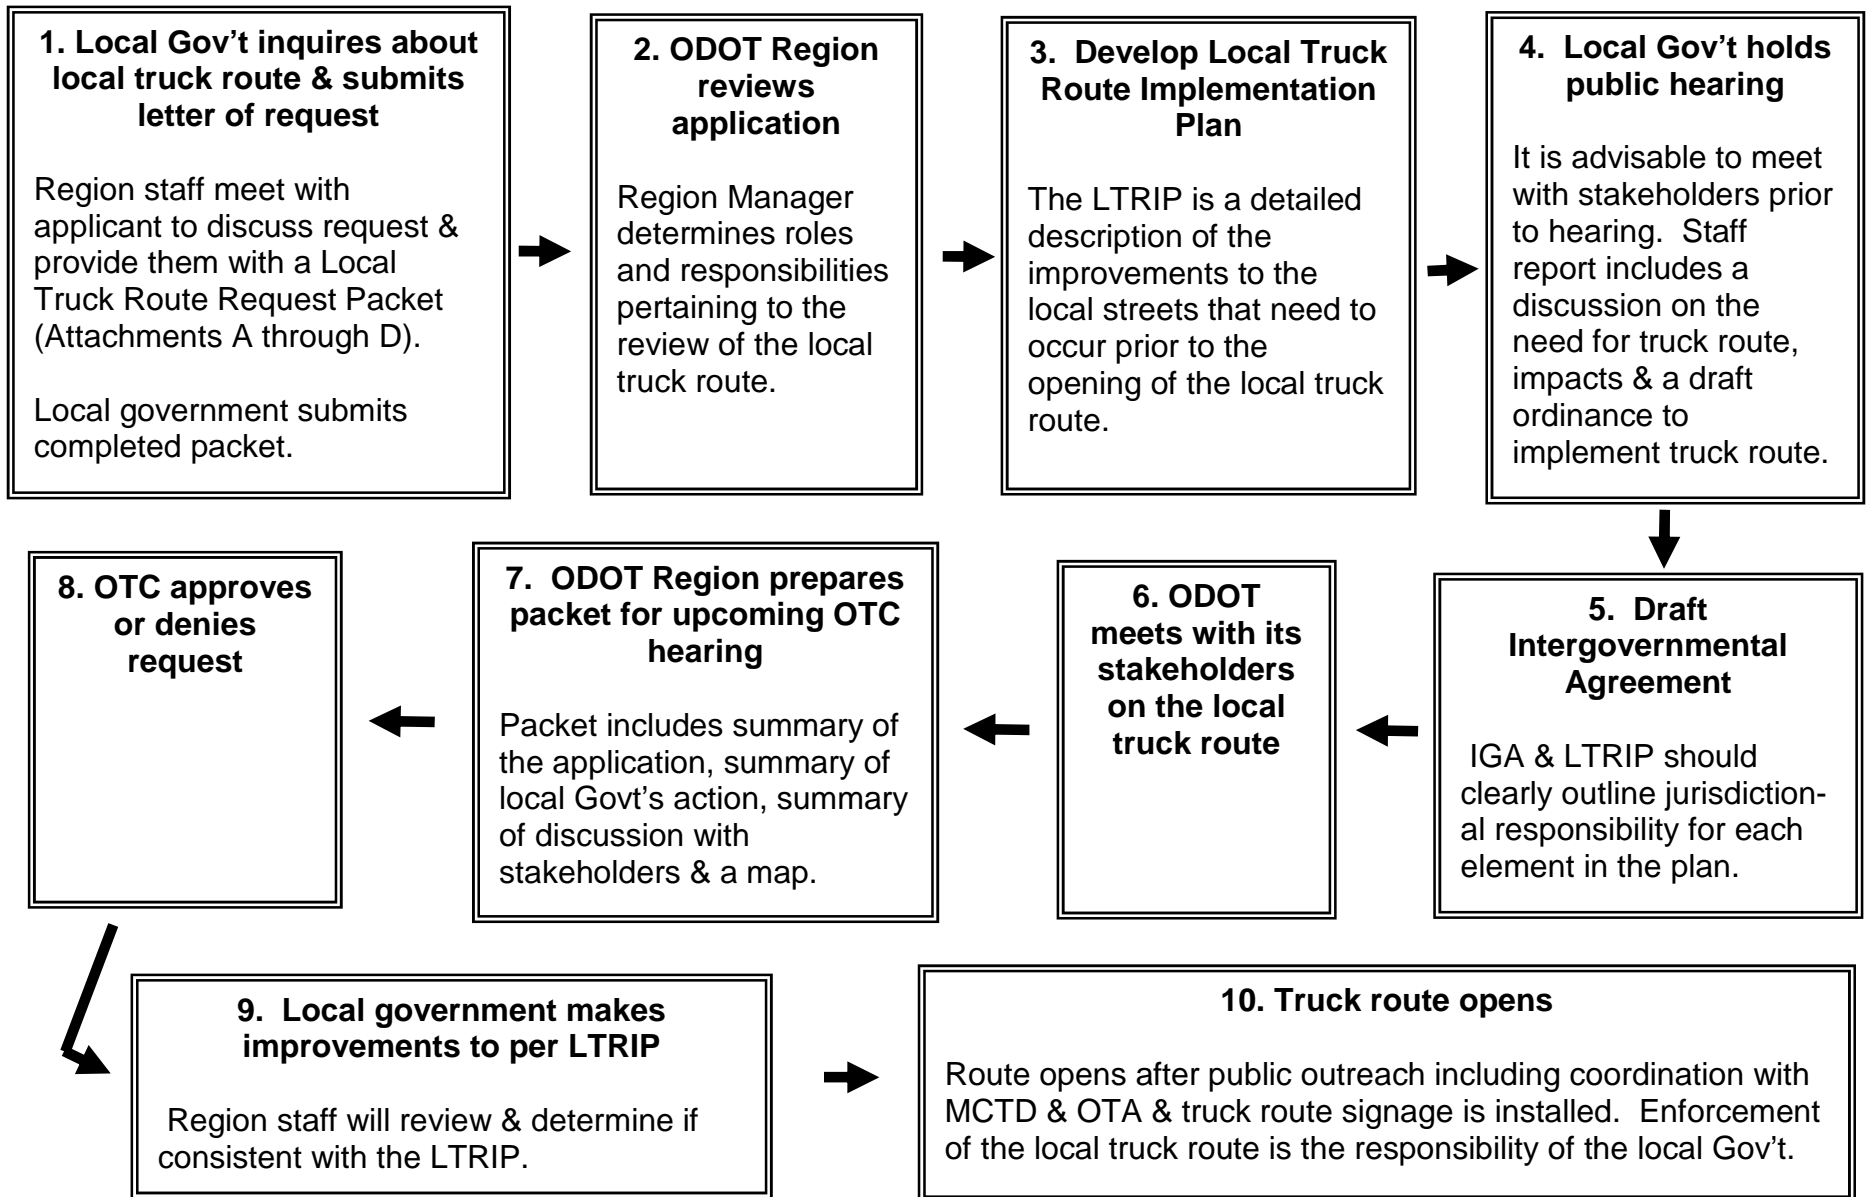 1. Local Gov't inquires about
local truck route & submits
letter of request
Region staff meet with
applicant to discuss request &
provide them with a Local
Truck Route Request Packet
(Attachments A through D).
Local government submits
completed packet.
2. ODOT Region
reviews
application
Region Manager
determines roles
and responsibilities
pertaining to the
review of the local
truck route.
3.  Develop Local Truck
Route Implementation
Plan
The LTRIP is a detailed
description of the
improvements to the
local streets that need to
occur prior to the
opening of the local truck
route.
4.  Local Gov't holds
public hearing
It is advisable to meet
with stakeholders prior
to hearing.  Staff
report includes a
discussion on the
need for truck route,
impacts & a draft
ordinance to
implement truck route.
5.  Draft
Intergovernmental
Agreement
IGA & LTRIP should
clearly outline jurisdiction-
al responsibility for each
element in the plan.
6. ODOT
meets with its
stakeholders
on the local
truck route
7.  ODOT Region prepares
packet for upcoming OTC
hearing
Packet includes summary of
the application, summary of
local Govt's action, summary
of discussion with
stakeholders & a map.
8. OTC approves
or denies
request
9.  Local government makes
improvements to per LTRIP
Region staff will review & determine if
consistent with the LTRIP.
10. Truck route opens
Route opens after public outreach including coordination with
MCTD & OTA & truck route signage is installed.  Enforcement
of the local truck route is the responsibility of the local Gov't.